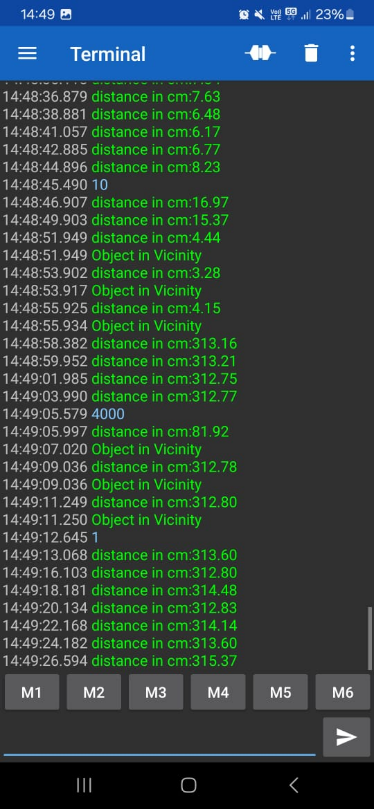 14:49
Vo) 5G
LTE
23%
Terminal
14:48:36.879 distance in cm:7.63
14:48:38.881 distance in cm:6.48
14:48:41.057 distance in cm:6.17
14:48:42.885 distance in cm:6.77
14:48:44.896 distance in cm:8.23
14:48:45.490 10
14:48:46.907 distance in cm:16.97
14:48:49.903 distance in cm:15.37
14:48:51.949 distance in cm:4.44
14:48:51.949 Object in Vicinity
14:48:53.902 distance in cm:3.28
14:48:53.917 Object in Vicinity
14:48:55.925 distance in cm:4.15
14:48:55.934 Object in Vicinity
14:48:58.382 distance in cm:313.16
14:48:59.952 distance in cm:313.21
14:49:01.985 distance in cm:312.75
14:49:03.990 distance in cm:312.77
14:49:05.579 4000
14:49:05.997 distance in cm:81.92
14:49:07.020 Object in Vicinity
14:49:09.036 distance in cm:312.78
14:49:09.036 Object in Vicinity
14:49:11.249 distance in cm:312.80
14:49:11.250 Object in Vicinity
14:49:12.645 1
14:49:13.068 distance in cm:313.60
14:49:16.103 distance in cm:312.80
14:49:18.181 distance in cm:314.48
14:49:20.134 distance in cm:312.83
14:49:22.168 distance in cm:314.14
14:49:24.182 distance in cm:313.60
14:49:26.594 distance in cm:315.37
M1 M2 M3 M4 M5 M6